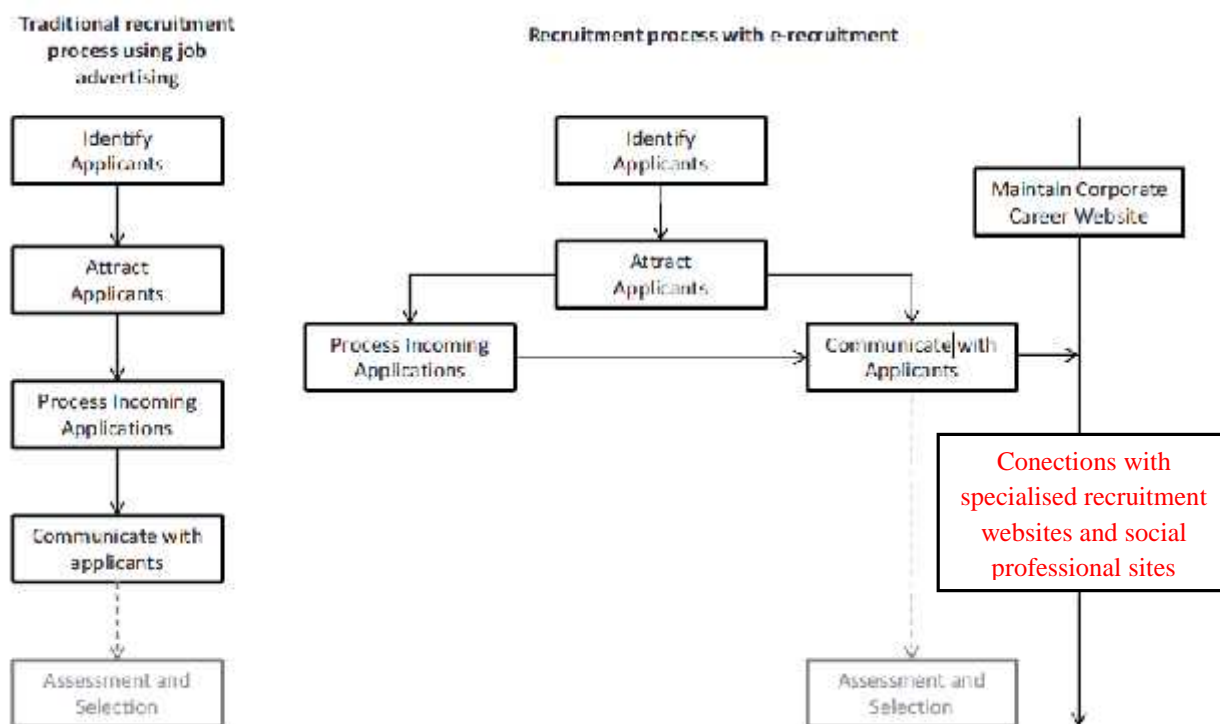 Traditional recruitment
process using job
advertising
Identify
Applicants
Attract
Applicants
Process Incoming
Applications
Communicate with
applicants
Assessment and
Selection
Recruitment process with e-recruitment
Identify
Applicants
Attract
Applicants
Process Incoming
Applications
Communicate with
Applicants
Assessment and
Selection
Maintain Corporate
Career Website
Conections with
specialised recruitment
websites and social
professional sites